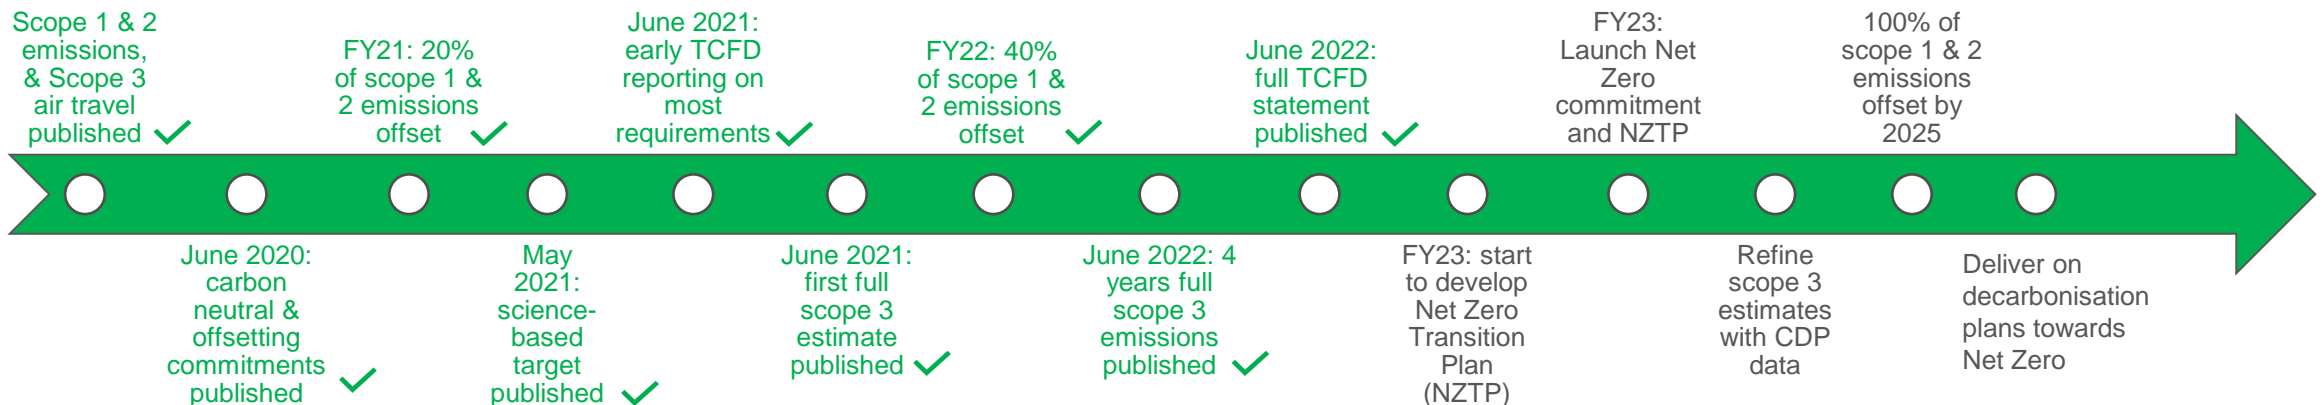 Scope 1 & 2
emissions,
& Scope 3
air travel
published
June 2020:
carbon
neutral &
offsetting
commitments
published
FY21: 20%
of scope 1 &
2 emissions
offset
May
2021:
science-
based
target
published
June 2021:
early TCFD
reporting on
most
requirements
June 2021:
first full
scope 3
estimate
published
FY22: 40%
of scope 1 &
2 emissions
offset
June 2022: 4
years full
scope 3
emissions
published
June 2022:
full TCFD
statement
published
FY23: start
to develop
Net Zero
Transition
Plan
(NZTP)
FY23:
Launch Net
Zero
commitment
and NZTP
Refine
scope 3
estimates
with CDP
data
100% of
scope 1 & 2
emissions
offset by
2025
Deliver on
decarbonisation
plans towards
Net Zero